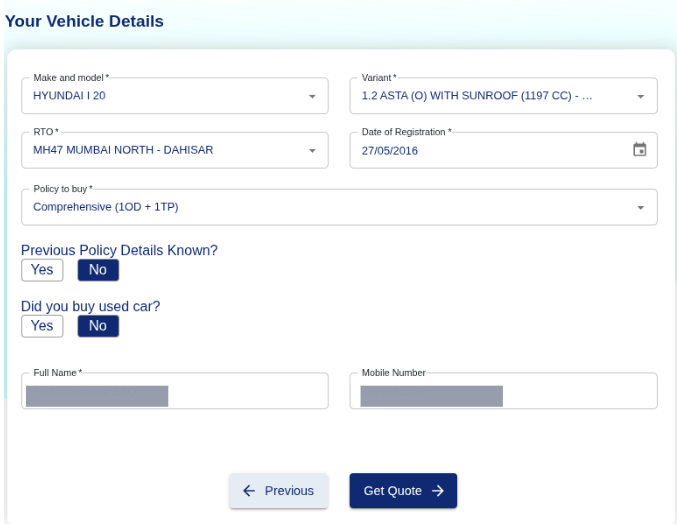 Your Vehicle Details
Make and model *
HYUNDAI I 20
Variant *
1.2 ASTA (O) WITH SUNROOF (1197 CC) - ...
RTO *
MH47 MUMBAI NORTH - DAHISAR
Date of Registration *
27/05/2016
Policy to buy *
Comprehensive (1OD + 1TP)
Previous Policy Details Known?
Yes No
Did you buy used car?
Yes No
Full Name *
Mobile Number
Previous
Get Quote